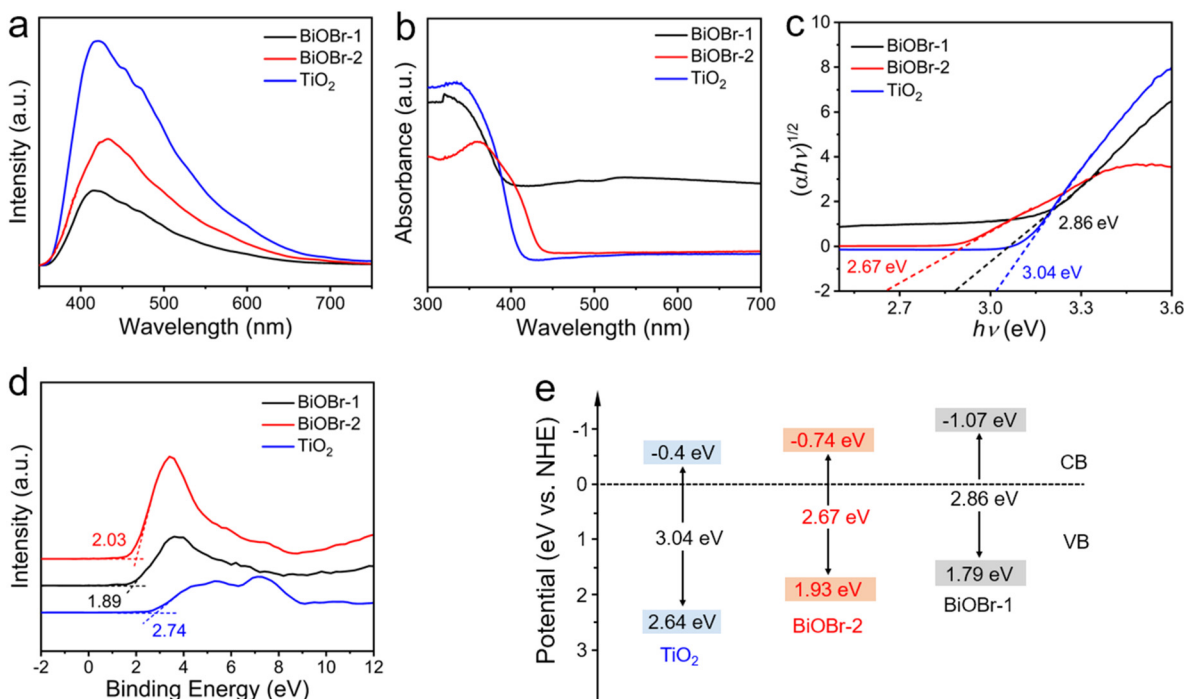 a
BiOBr-1
BiOBr-2
TiO2
Intensity (a.u.)
400 500 600 700
Wavelength (nm)
b
BiOBr-1
BiOBr-2
TiO2
Absorbance (a.u.)
300 400 500 600 700
Wavelength (nm)
c
BiOBr-1
BiOBr-2
TiO2
(αhν)1/2
10
8
6
4
2
0
-2
2.86 eV
2.67 eV
3.04 eV
2.7 3.0 3.3 3.6
hν (eV)
d
BiOBr-1
BiOBr-2
TiO2
Intensity (a.u.)
2.03
1.89
2.74
-2 0 2 4 6 8 10 12
Binding Energy (eV)
e
Potential (eV vs. NHE)
-1
0
1
2
3
-0.4 eV
3.04 eV
2.64 eV
TiO2
-0.74 eV
2.67 eV
1.93 eV
BiOBr-2
-1.07 eV
2.86 eV
1.79 eV
BiOBr-1
CB
VB